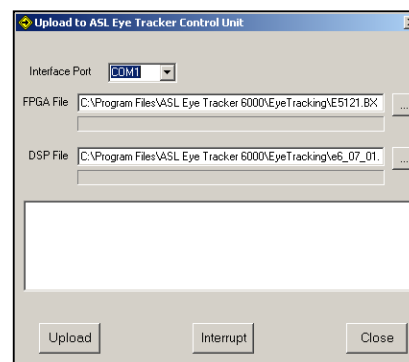 Upload to ASL Eye Tracker Control Unit
Interface Port COM1
FPGA File C:\Program Files\ASL Eye Tracker 6000\EyeTracking\E5121.BX ...
DSP File C:\Program Files\ASL Eye Tracker 6000\EyeTracking\e6_07_01. ...
Upload Interrupt Close